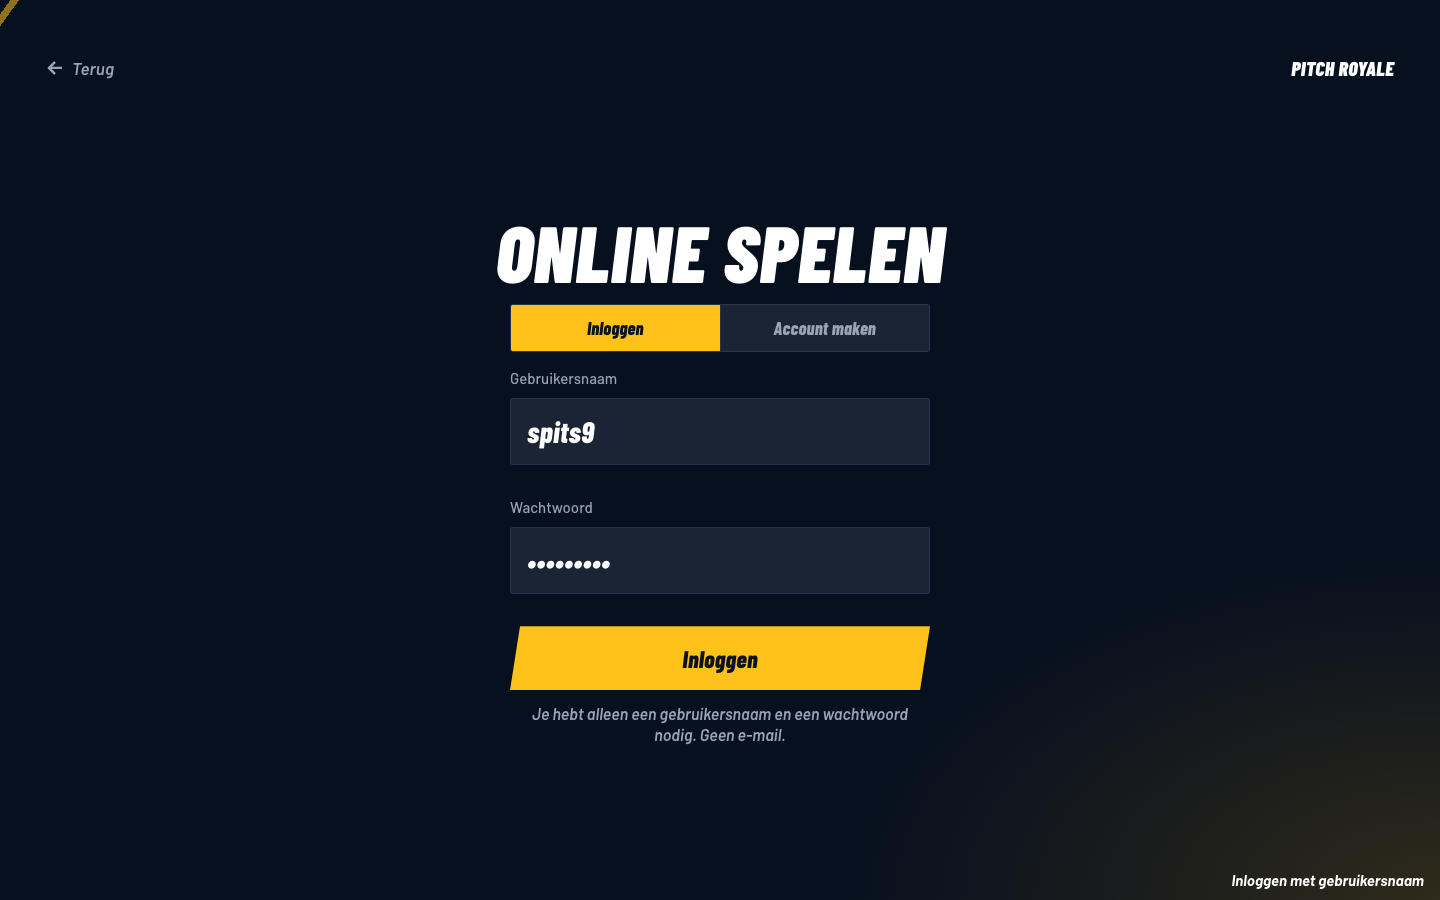 Terug
PITCH ROYALE
ONLINE SPELEN
Inloggen
Account maken
Gebruikersnaam
spits9
Wachtwoord
•••••••••
Inloggen
Je hebt alleen een gebruikersnaam en een wachtwoord
nodig. Geen e-mail.
Inloggen met gebruikersnaam